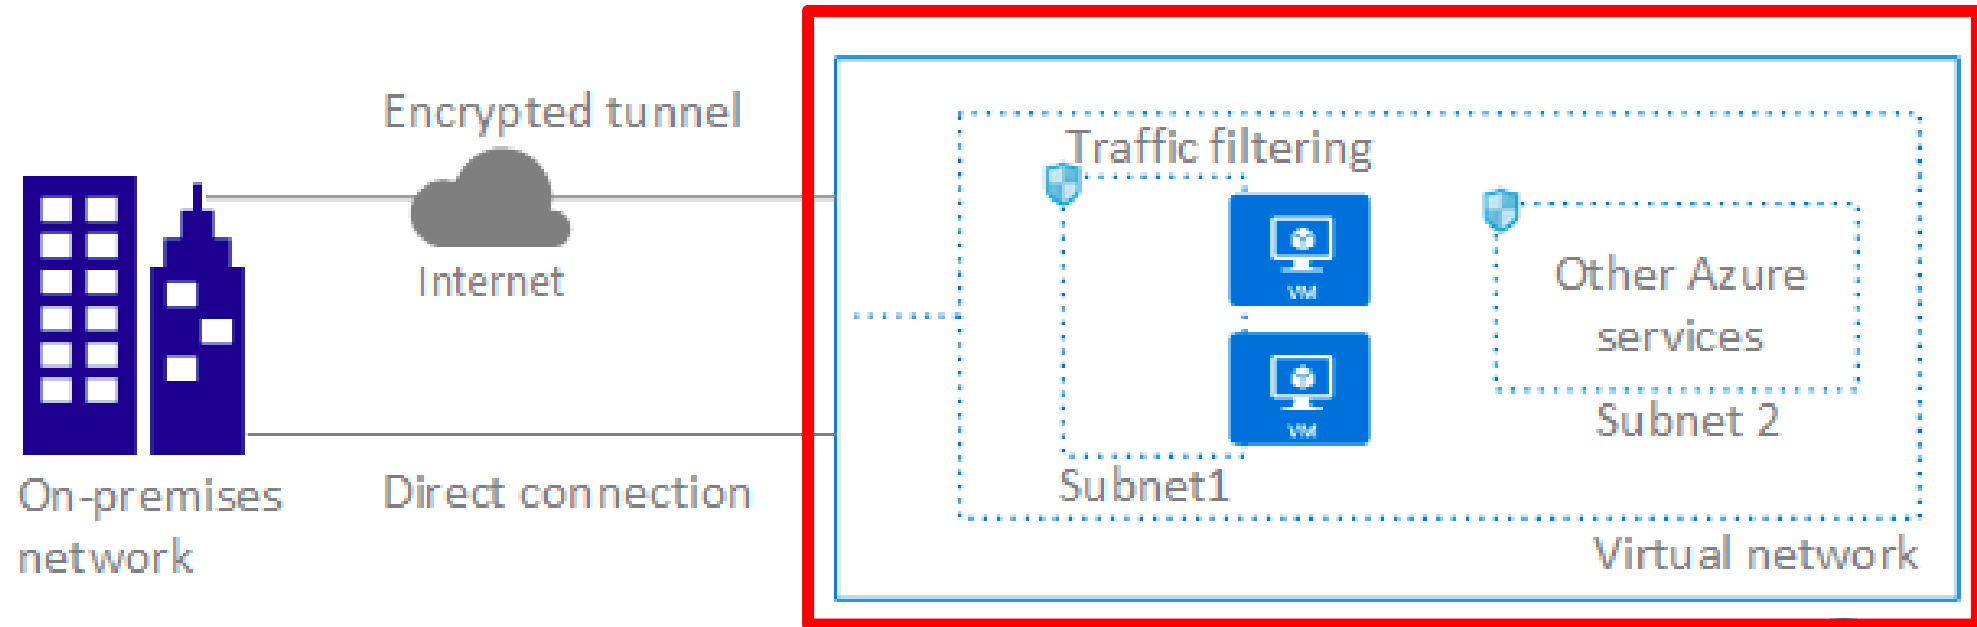 Encrypted tunnel
Internet
On-premises
network
Direct connection
Traffic filtering
VM
VM
Subnet1
Other Azure
services
Subnet 2
Virtual network